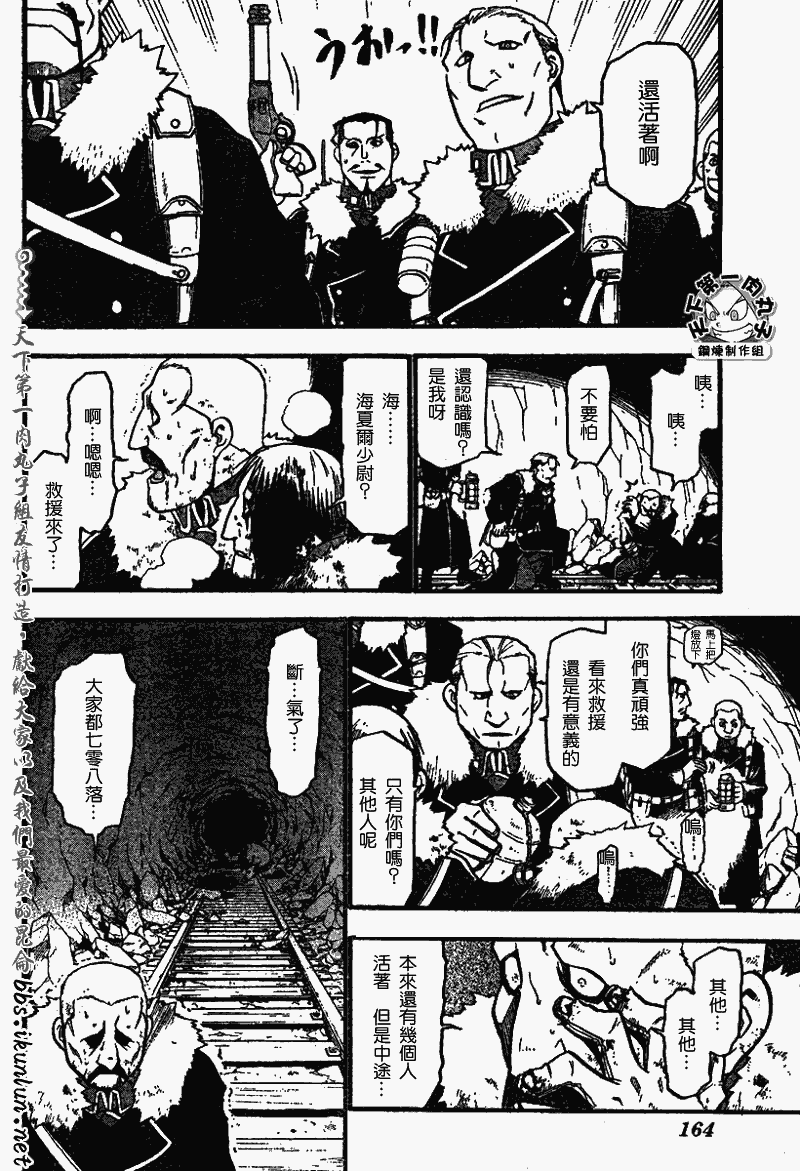 うおっ!!
還活著啊
天下第一肉丸子
鋼煉制作組
咦…
咦…
不要怕
還認識嗎?
是我呀
海……
海夏爾少尉?
啊…嗯嗯…
救援來了…
馬上把
燈放下
你們真頑強
看來救援
還是有意義的
嗚…
嗚…
只有你們嗎?
其他人呢
斷…氣了…
大家都七零八落…
其他…
其他…
本來還有幾個人
活著 但是中途…
164
天下第一肉丸子組友情打造，獻給大家以及我們最愛的昆侖
bbs.ikunlun.net